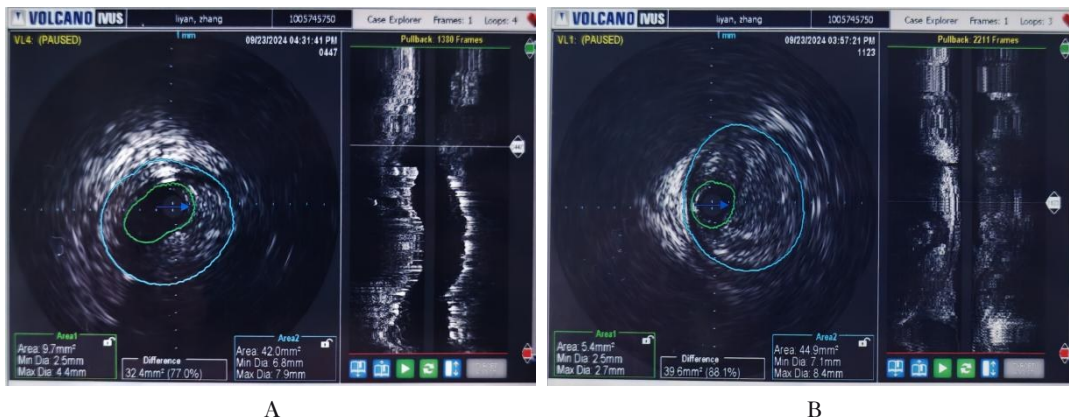 VOLCANO IVUS
liyan, zhang
1005745750
Case Explorer Frames: 1 Loops: 4
VL4: (PAUSED)
1 mm
09/23/2024 04:31:41 PM
0447
Pullback 1380 Frames
Area1
Area: 9.7mm²
Min Dia: 2.5mm
Max Dia: 4.4mm
Difference
32.4mm² (77.0%)
Area2
Area: 42.0mm²
Min Dia: 6.8mm
Max Dia: 7.9mm
A
VOLCANO IVUS
liyan, zhang
1005745750
Case Explorer Frames: 1 Loops: 3
VL1: (PAUSED)
1 mm
09/23/2024 03:57:21 PM
1123
Pullback 2211 Frames
Area1
Area: 5.4mm²
Min Dia: 2.5mm
Max Dia: 2.7mm
Difference
39.6mm² (88.1%)
Area2
Area: 44.9mm²
Min Dia: 7.1mm
Max Dia: 8.4mm
B